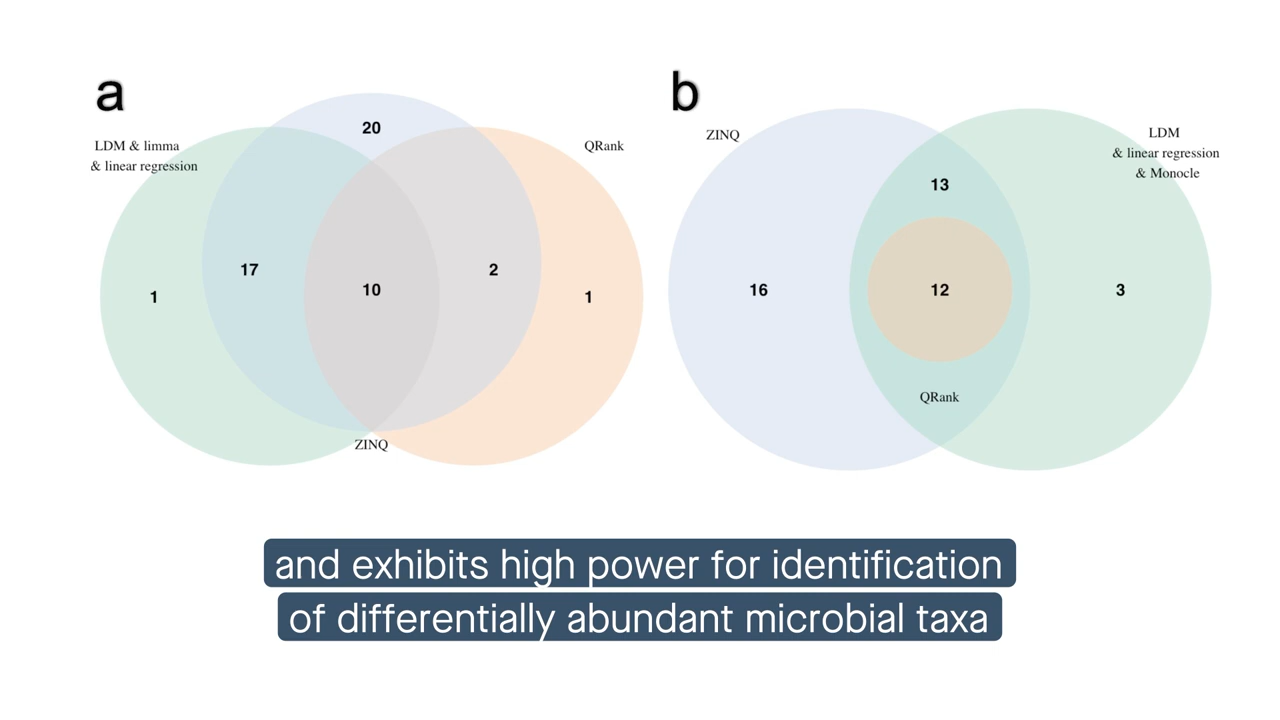 a
LDM & limma
& linear regression
20
QRank
17
10
2
1
1
ZINQ
b
ZINQ
LDM
& linear regression
& Monocle
13
16
12
3
QRank
and exhibits high power for identification
of differentially abundant microbial taxa